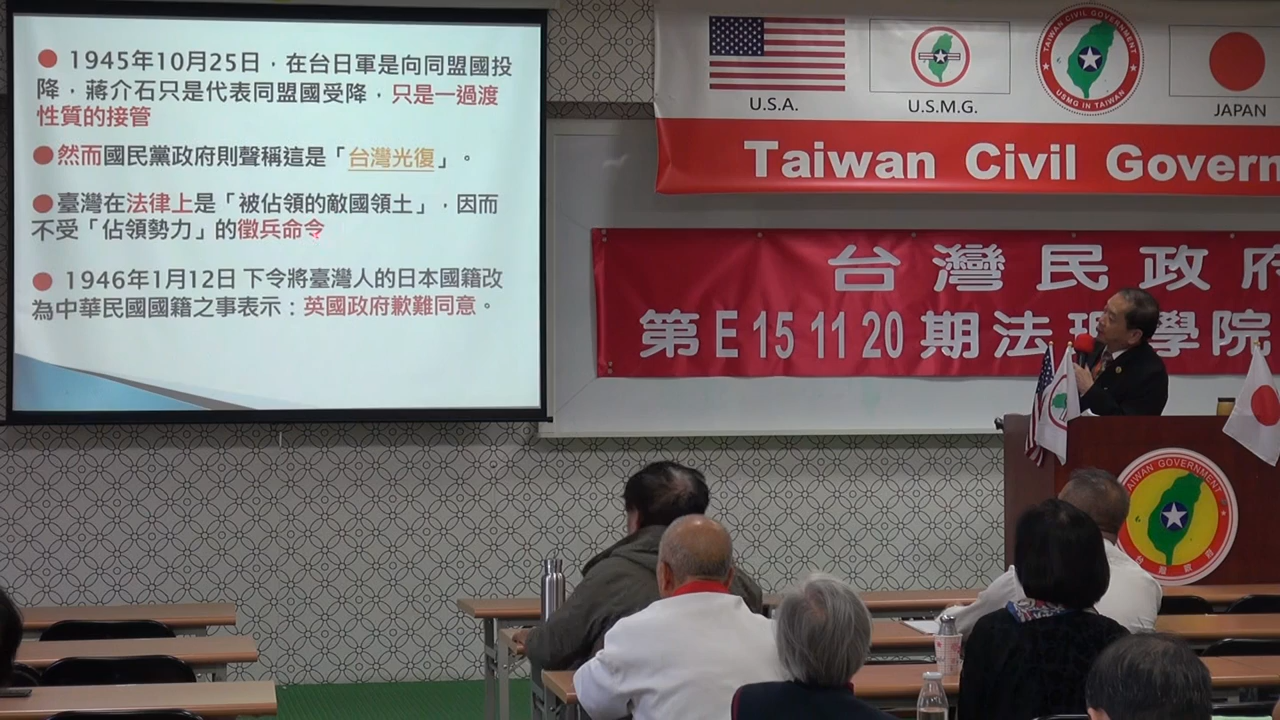 ● 1945年10月25日，在台日軍是向同盟國投
降，蔣介石只是代表同盟國受降，只是一過渡
性質的接管
●然而國民黨政府則聲稱這是「台灣光復」。
●臺灣在法律上是「被佔領的敵國領土」，因而
不受「佔領勢力」的徵兵命令
● 1946年1月12日 下令將臺灣人的日本國籍改
為中華民國國籍之事表示：英國政府歉難同意。
U.S.A.
U.S.M.G.
TAIWAN CIVIL GOVERNMENT
USMG IN TAIWAN
JAPAN
Taiwan Civil Govern
台灣民政府
第E 15 11 20 期法理學院
TAIWAN GOVERNMENT